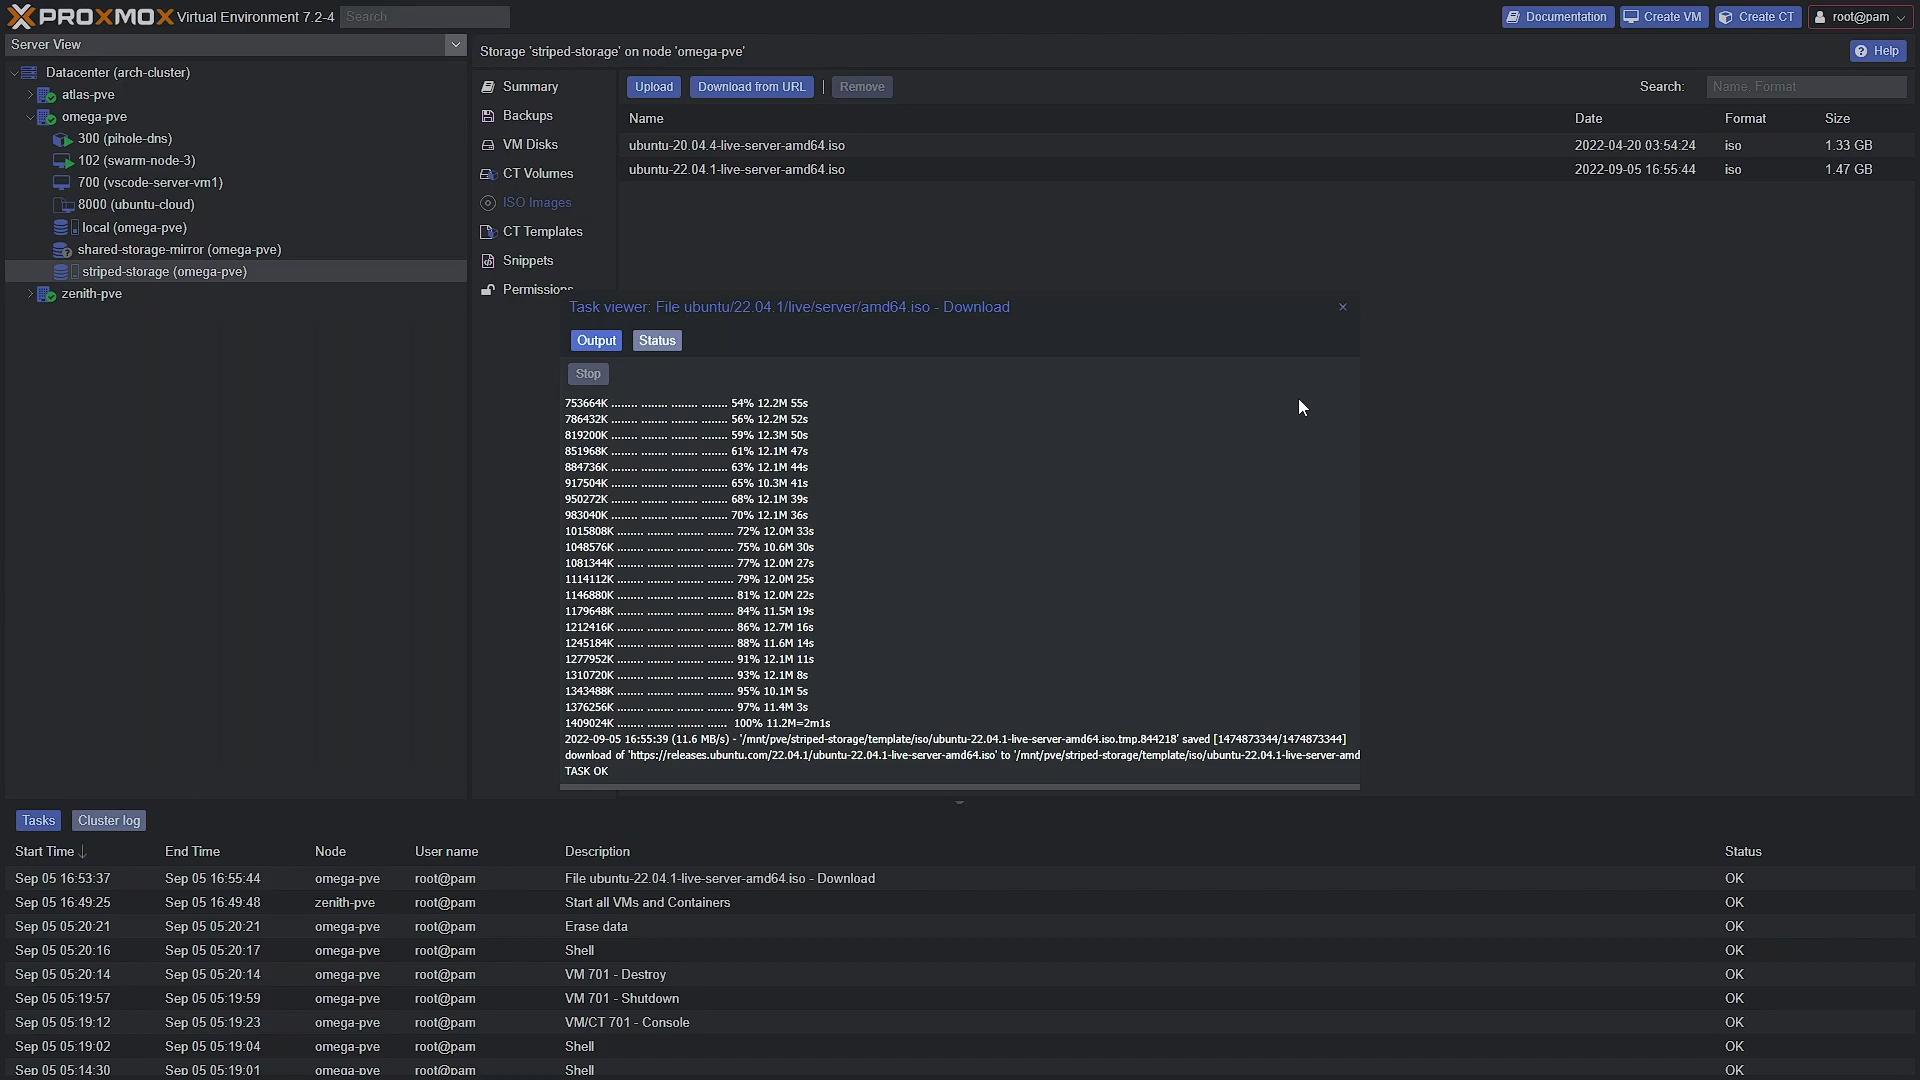 PROXMOX Virtual Environment 7.2-4 Search Documentation Create VM Create CT root@pam
Server View
Storage 'striped-storage' on node 'omega-pve' Help
Datacenter (arch-cluster)
atlas-pve
omega-pve
300 (pihole-dns)
102 (swarm-node-3)
700 (vscode-server-vm1)
8000 (ubuntu-cloud)
local (omega-pve)
shared-storage-mirror (omega-pve)
striped-storage (omega-pve)
zenith-pve
Summary
Backups
VM Disks
CT Volumes
ISO Images
CT Templates
Snippets
Permissions
Upload Download from URL Remove Search: Name, Format
Name Date Format Size
ubuntu-20.04.4-live-server-amd64.iso 2022-04-20 03:54:24 iso 1.33 GB
ubuntu-22.04.1-live-server-amd64.iso 2022-09-05 16:55:44 iso 1.47 GB
Task viewer: File ubuntu/22.04.1/live/server/amd64.iso - Download
Output Status
Stop
753664K ........ ........ ........ ........ 54% 12.2M 55s
786432K ........ ........ ........ ........ 56% 12.2M 52s
819200K ........ ........ ........ ........ 59% 12.3M 50s
851968K ........ ........ ........ ........ 61% 12.1M 47s
884736K ........ ........ ........ ........ 63% 12.1M 44s
917504K ........ ........ ........ ........ 65% 10.3M 41s
950272K ........ ........ ........ ........ 68% 12.1M 39s
983040K ........ ........ ........ ........ 70% 12.1M 36s
1015808K ........ ........ ........ ........ 72% 12.0M 33s
1048576K ........ ........ ........ ........ 75% 10.6M 30s
1081344K ........ ........ ........ ........ 77% 12.0M 27s
1114112K ........ ........ ........ ........ 79% 12.0M 25s
1146880K ........ ........ ........ ........ 81% 12.0M 22s
1179648K ........ ........ ........ ........ 84% 11.5M 19s
1212416K ........ ........ ........ ........ 86% 12.7M 16s
1245184K ........ ........ ........ ........ 88% 11.6M 14s
1277952K ........ ........ ........ ........ 91% 12.1M 11s
1310720K ........ ........ ........ ........ 93% 12.1M 8s
1343488K ........ ........ ........ ........ 95% 10.1M 5s
1376256K ........ ........ ........ ........ 97% 11.4M 3s
1409024K ........ ........ ........ ...... 100% 11.2M=2m1s
2022-09-05 16:55:39 (11.6 MB/s) - '/mnt/pve/striped-storage/template/iso/ubuntu-22.04.1-live-server-amd64.iso.tmp.844218' saved [1474873344/1474873344]
download of 'https://releases.ubuntu.com/22.04.1/ubuntu-22.04.1-live-server-amd64.iso' to '/mnt/pve/striped-storage/template/iso/ubuntu-22.04.1-live-server-amd
TASK OK
Tasks Cluster log
Start Time End Time Node User name Description Status
Sep 05 16:53:37 Sep 05 16:55:44 omega-pve root@pam File ubuntu-22.04.1-live-server-amd64.iso - Download OK
Sep 05 16:49:25 Sep 05 16:49:48 zenith-pve root@pam Start all VMs and Containers OK
Sep 05 05:20:21 Sep 05 05:20:21 omega-pve root@pam Erase data OK
Sep 05 05:20:16 Sep 05 05:20:17 omega-pve root@pam Shell OK
Sep 05 05:20:14 Sep 05 05:20:14 omega-pve root@pam VM 701 - Destroy OK
Sep 05 05:19:57 Sep 05 05:19:59 omega-pve root@pam VM 701 - Shutdown OK
Sep 05 05:19:12 Sep 05 05:19:23 omega-pve root@pam VM/CT 701 - Console OK
Sep 05 05:19:02 Sep 05 05:19:04 omega-pve root@pam Shell OK
Sep 05 05:14:30 Sep 05 05:19:01 omega-pve root@pam Shell OK